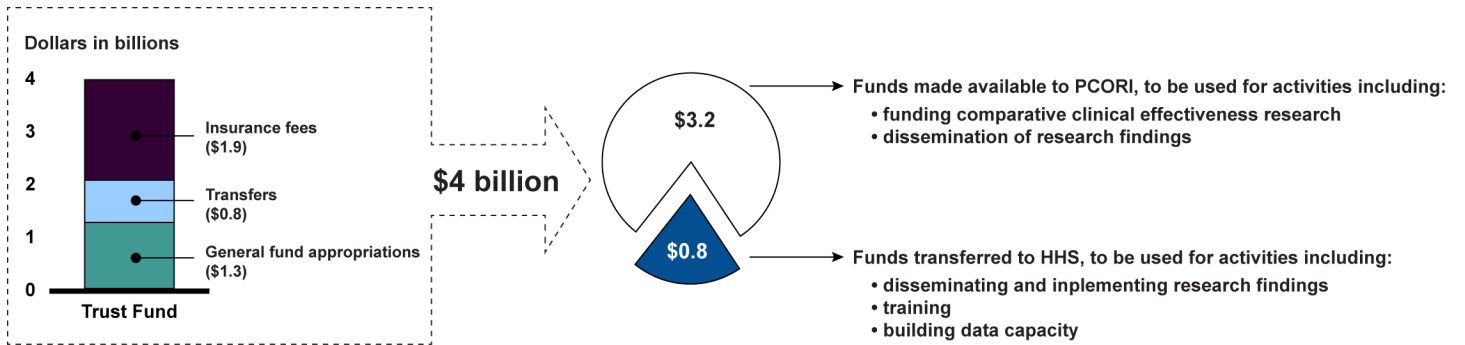 Dollars in billions
4
3
2
1
0
Insurance fees
($1.9)
Transfers
($0.8)
General fund appropriations
($1.3)
Trust Fund
$4 billion
$3.2
$0.8
Funds made available to PCORI, to be used for activities including:
• funding comparative clinical effectiveness research
• dissemination of research findings
Funds transferred to HHS, to be used for activities including:
• disseminating and inplementing research findings
• training
• building data capacity